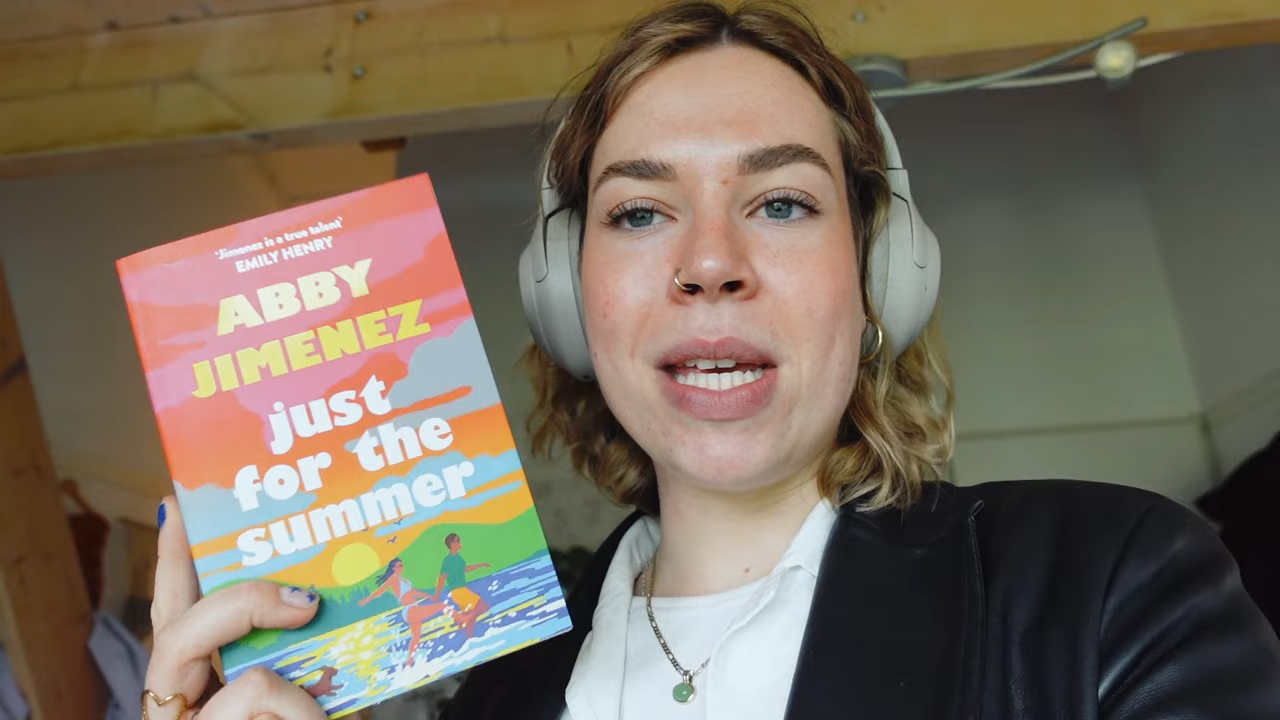 'Jimenez is a true talent'
EMILY HENRY
ABBY
JIMENEZ
just
for the
summer